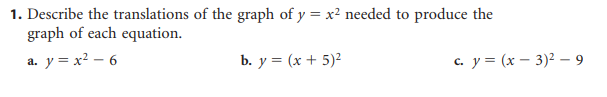 1. Describe the translations of the graph of y = x² needed to produce the
graph of each equation.
a. y = x² − 6 b. y = (x + 5)² c. y = (x − 3)² − 9